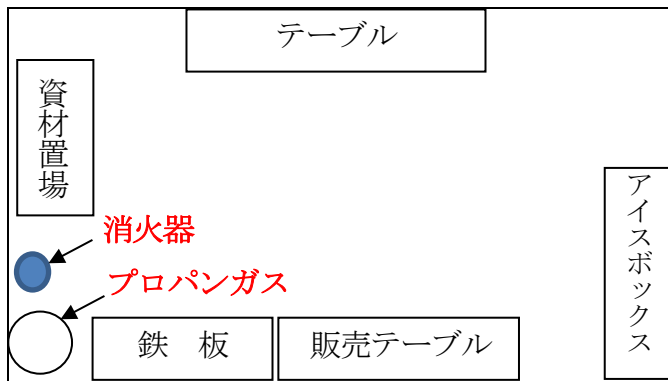 テーブル
資材置場
消火器
プロパンガス
アイスボックス
鉄　板
販売テーブル